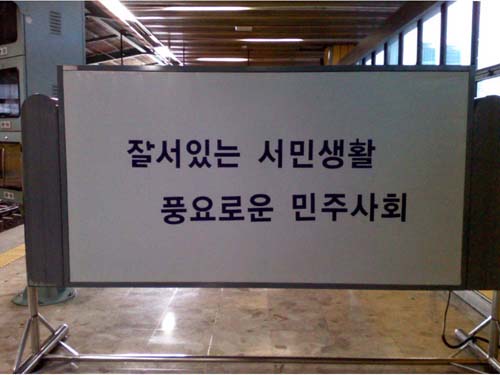 잘서있는 서민생활
풍요로운 민주사회